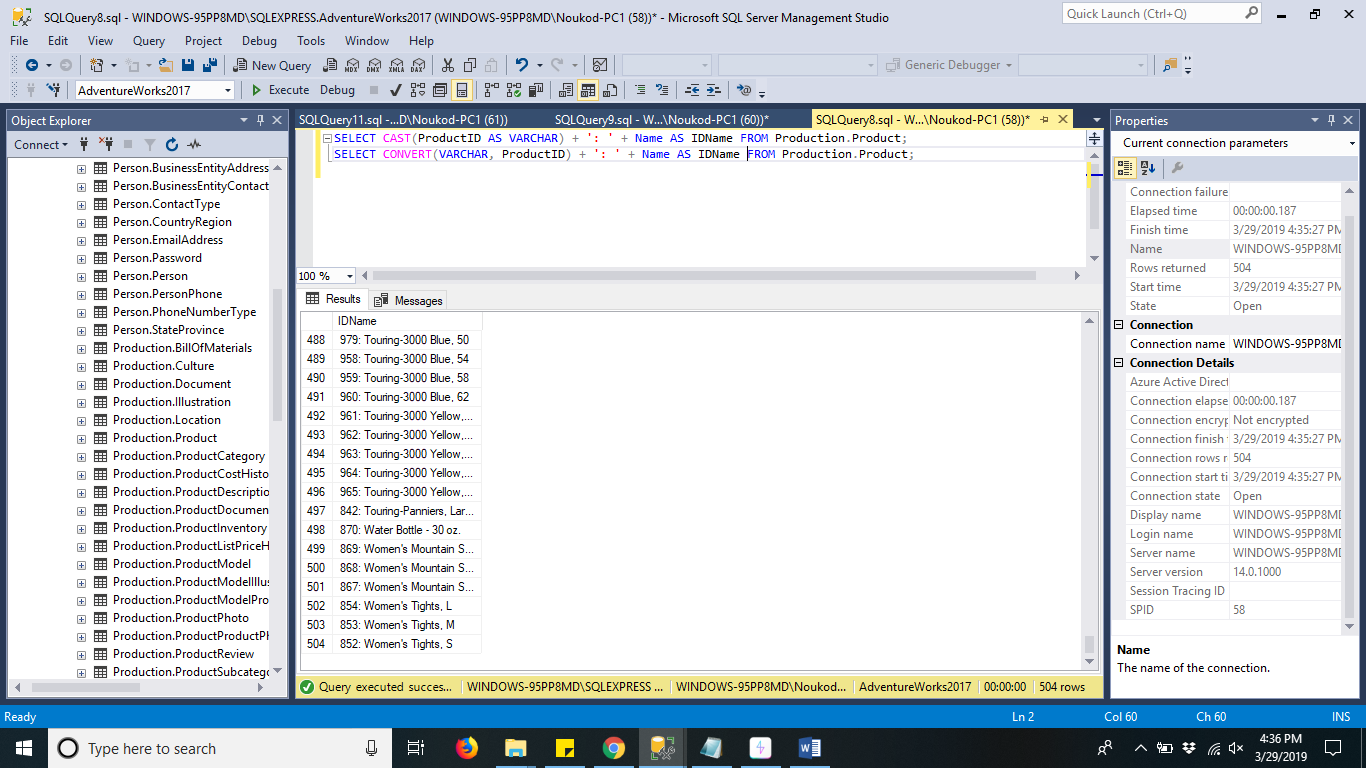 SQLQuery8.sql - WINDOWS-95PP8MD\SQLEXPRESS.AdventureWorks2017 (WINDOWS-95PP8MD\Noukod-PC1 (58))* - Microsoft SQL Server Management Studio
Quick Launch (Ctrl+Q)
File Edit View Query Project Debug Tools Window Help
New Query MDX DMX XMLA DAX Generic Debugger
AdventureWorks2017 Execute Debug
Object Explorer
Connect
Person.BusinessEntityAddress
Person.BusinessEntityContact
Person.ContactType
Person.CountryRegion
Person.EmailAddress
Person.Password
Person.Person
Person.PersonPhone
Person.PhoneNumberType
Person.StateProvince
Production.BillOfMaterials
Production.Culture
Production.Document
Production.Illustration
Production.Location
Production.Product
Production.ProductCategory
Production.ProductCostHisto
Production.ProductDescriptio
Production.ProductDocumen
Production.ProductInventory
Production.ProductListPriceH
Production.ProductModel
Production.ProductModelIllus
Production.ProductModelPro
Production.ProductPhoto
Production.ProductProductPh
Production.ProductReview
Production.ProductSubcatego
SQLQuery11.sql -...D\Noukod-PC1 (61)) SQLQuery9.sql - W...\Noukod-PC1 (60))* SQLQuery8.sql - W...\Noukod-PC1 (58))*
SELECT CAST(ProductID AS VARCHAR) + ': ' + Name AS IDName FROM Production.Product;
SELECT CONVERT(VARCHAR, ProductID) + ': ' + Name AS IDName FROM Production.Product;
100 %
Results Messages
IDName
488 979: Touring-3000 Blue, 50
489 958: Touring-3000 Blue, 54
490 959: Touring-3000 Blue, 58
491 960: Touring-3000 Blue, 62
492 961: Touring-3000 Yellow,...
493 962: Touring-3000 Yellow,...
494 963: Touring-3000 Yellow,...
495 964: Touring-3000 Yellow,...
496 965: Touring-3000 Yellow,...
497 842: Touring-Panniers, Lar...
498 870: Water Bottle - 30 oz.
499 869: Women's Mountain S...
500 868: Women's Mountain S...
501 867: Women's Mountain S...
502 854: Women's Tights, L
503 853: Women's Tights, M
504 852: Women's Tights, S
Query executed succes... WINDOWS-95PP8MD\SQLEXPRESS ... WINDOWS-95PP8MD\Noukod... AdventureWorks2017 00:00:00 504 rows
Properties
Current connection parameters
Connection failure
Elapsed time 00:00:00.187
Finish time 3/29/2019 4:35:27 PM
Name WINDOWS-95PP8MD
Rows returned 504
Start time 3/29/2019 4:35:27 PM
State Open
Connection
Connection name WINDOWS-95PP8MD
Connection Details
Azure Active Direct
Connection elapse 00:00:00.187
Connection encryp Not encrypted
Connection finish 3/29/2019 4:35:27 PM
Connection rows r 504
Connection start ti 3/29/2019 4:35:27 PM
Connection state Open
Display name WINDOWS-95PP8MD
Login name WINDOWS-95PP8MD
Server name WINDOWS-95PP8MD
Server version 14.0.1000
Session Tracing ID
SPID 58
Name
The name of the connection.
Ready Ln 2 Col 60 Ch 60 INS
Type here to search
4:36 PM
3/29/2019